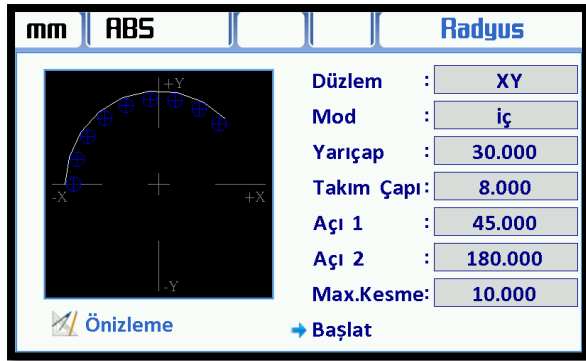 mm ABS Radyus
+Y
-X +X
-Y
Düzlem : XY
Mod : İç
Yarıçap : 30.000
Takım Çapı: 8.000
Açı 1 : 45.000
Açı 2 : 180.000
Max.Kesme: 10.000
Önizleme
Başlat